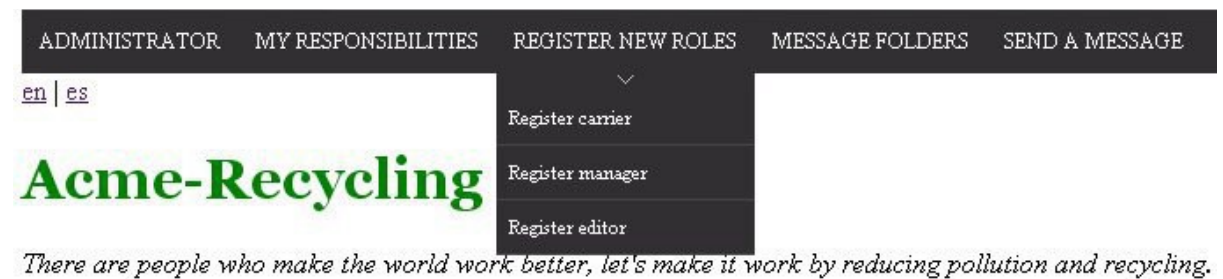 ADMINISTRATOR MY RESPONSIBILITIES REGISTER NEW ROLES MESSAGE FOLDERS SEND A MESSAGE
en | es
Register carrier
Register manager
Register editor
Acme-Recycling
There are people who make the world work better, let's make it work by reducing pollution and recycling.